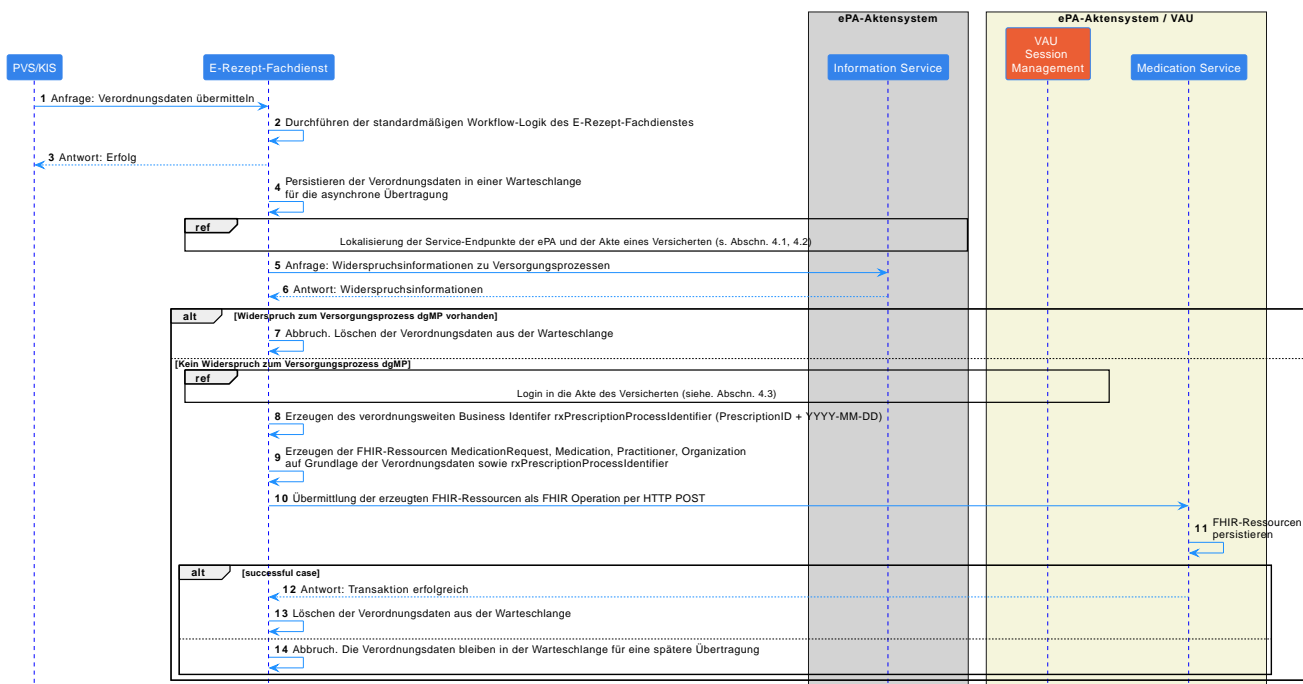 ePA-Aktensystem
ePA-Aktensystem / VAU
PVS/KIS
E-Rezept-Fachdienst
Information Service
VAU
Session
Management
Medication Service
1 Anfrage: Verordnungsdaten übermitteln
2 Durchführen der standardmäßigen Workflow-Logik des E-Rezept-Fachdienstes
3 Antwort: Erfolg
4 Persistieren der Verordnungsdaten in einer Warteschlange
für die asynchrone Übertragung
ref
Lokalisierung der Service-Endpunkte der ePA und der Akte eines Versicherten (s. Abschn. 4.1, 4.2)
5 Anfrage: Widerspruchsinformationen zu Versorgungsprozessen
6 Antwort: Widerspruchsinformationen
alt [Widerspruch zum Versorgungsprozess dgMP vorhanden]
7 Abbruch. Löschen der Verordnungsdaten aus der Warteschlange
[Kein Widerspruch zum Versorgungsprozess dgMP]
ref
Login in die Akte des Versicherten (siehe. Abschn. 4.3)
8 Erzeugen des verordnungsweiten Business Identifer rxPrescriptionProcessIdentifier (PrescriptionID + YYYY-MM-DD)
9 Erzeugen der FHIR-Ressourcen MedicationRequest, Medication, Practitioner, Organization
auf Grundlage der Verordnungsdaten sowie rxPrescriptionProcessIdentifier
10 Übermittlung der erzeugten FHIR-Ressourcen als FHIR Operation per HTTP POST
11 FHIR-Ressourcen
persistieren
alt [successful case]
12 Antwort: Transaktion erfolgreich
13 Löschen der Verordnungsdaten aus der Warteschlange
14 Abbruch. Die Verordnungsdaten bleiben in der Warteschlange für eine spätere Übertragung